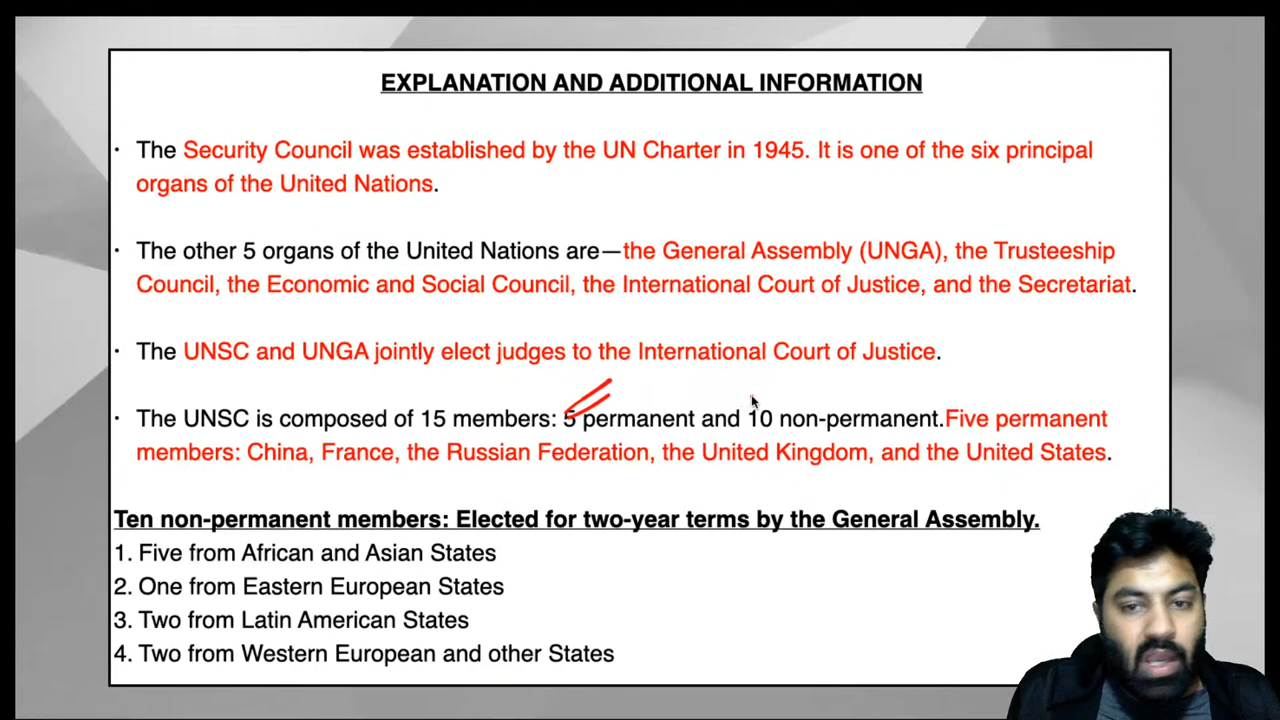 EXPLANATION AND ADDITIONAL INFORMATION
· The Security Council was established by the UN Charter in 1945. It is one of the six principal
organs of the United Nations.
· The other 5 organs of the United Nations are—the General Assembly (UNGA), the Trusteeship
Council, the Economic and Social Council, the International Court of Justice, and the Secretariat.
· The UNSC and UNGA jointly elect judges to the International Court of Justice.
· The UNSC is composed of 15 members: 5 permanent and 10 non-permanent.Five permanent
members: China, France, the Russian Federation, the United Kingdom, and the United States.
Ten non-permanent members: Elected for two-year terms by the General Assembly.
1. Five from African and Asian States
2. One from Eastern European States
3. Two from Latin American States
4. Two from Western European and other States